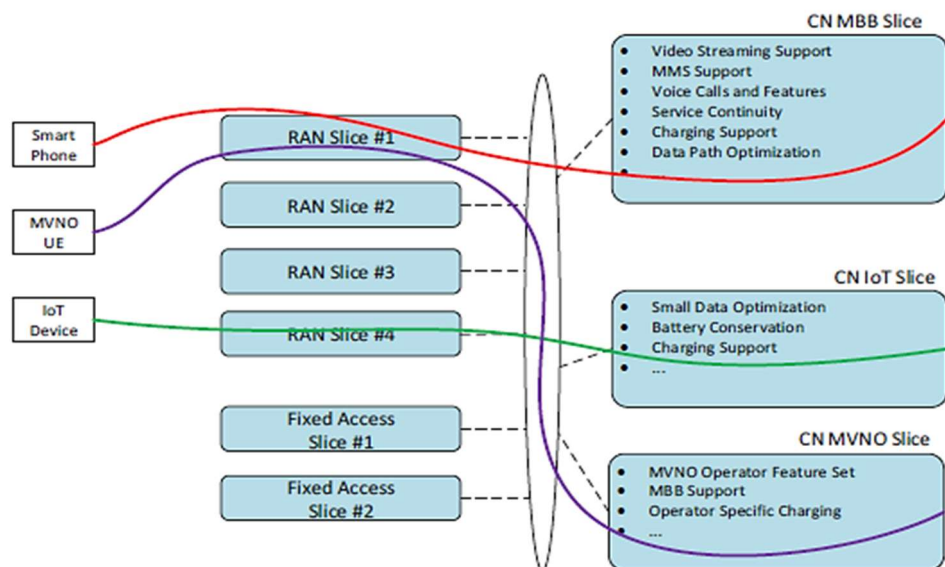 CN MBB Slice
• Video Streaming Support
• MMS Support
• Voice Calls and Features
• Service Continuity
• Charging Support
• Data Path Optimization
• ...
Smart
Phone
MVNO
UE
IoT
Device
RAN Slice #1
RAN Slice #2
RAN Slice #3
RAN Slice #4
Fixed Access
Slice #1
Fixed Access
Slice #2
CN IoT Slice
• Small Data Optimization
• Battery Conservation
• Charging Support
• ...
CN MVNO Slice
• MVNO Operator Feature Set
• MBB Support
• Operator Specific Charging
• ...